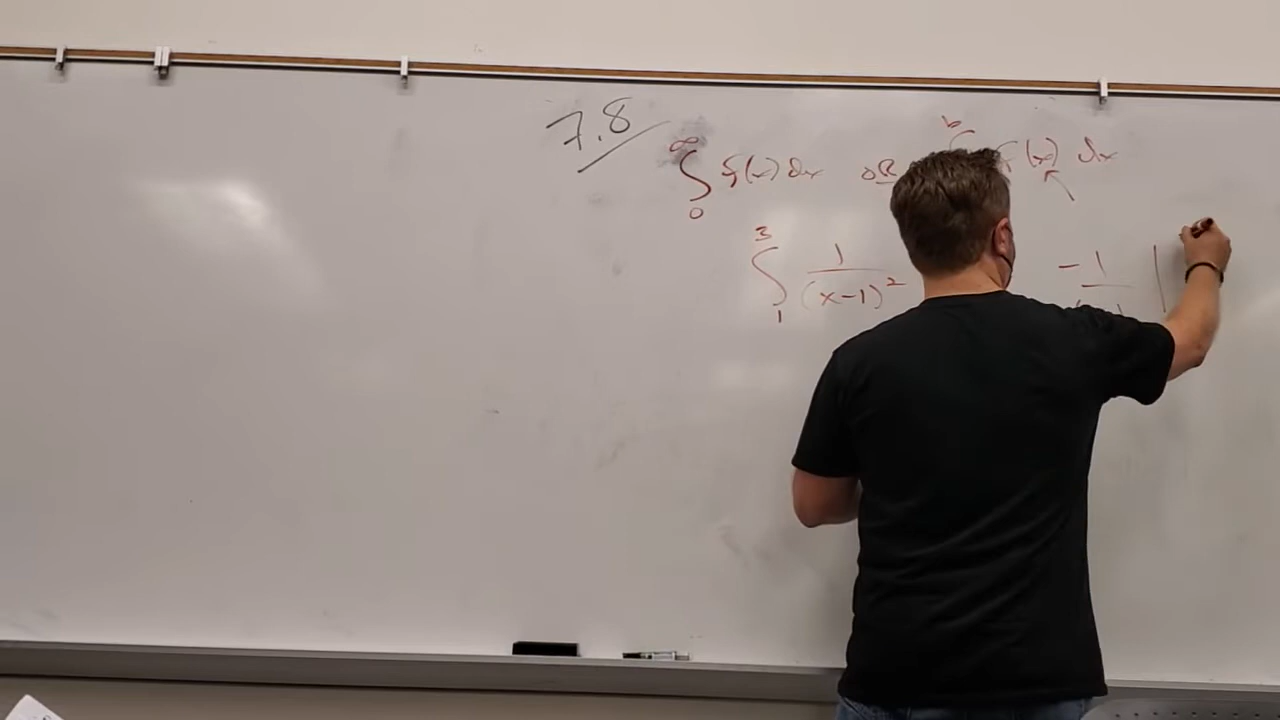 7.8
∫₀^∞ f(x) dx OR b f(x) dx
∫₁³ 1/(x-1)² -1/